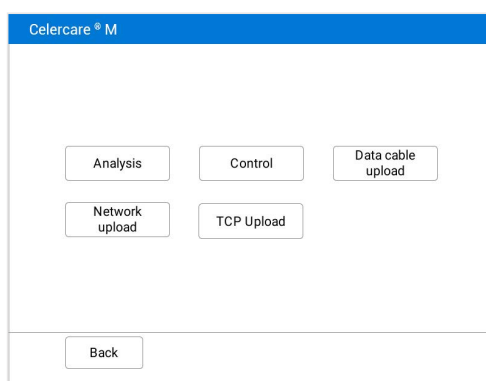 Celercare ® M
Analysis
Control
Data cable
upload
Network
upload
TCP Upload
Back